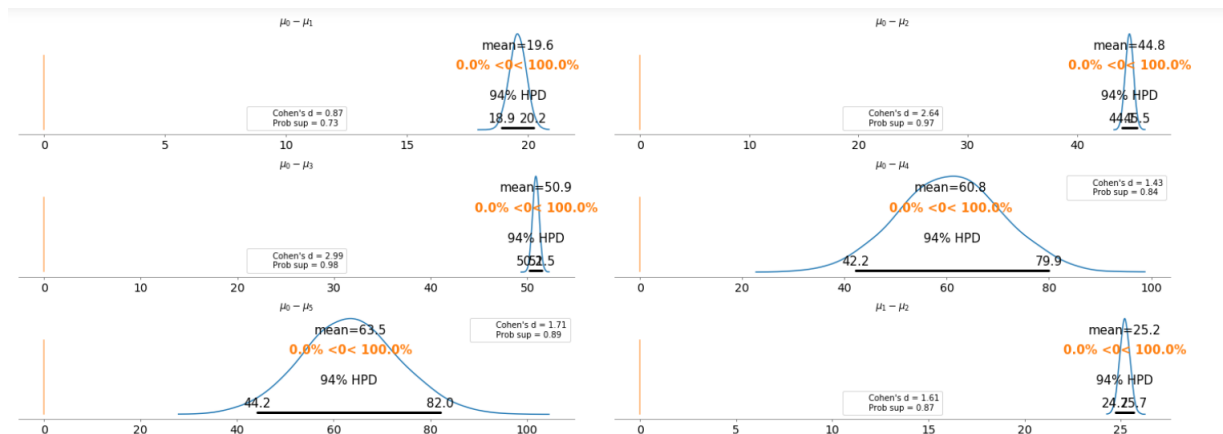 μ₀ − μ₁
mean=19.6
0.0% <0< 100.0%
94% HPD
18.9 20.2
Cohen's d = 0.87
Prob sup = 0.73
0 5 10 15 20
μ₀ − μ₂
mean=44.8
0.0% <0< 100.0%
94% HPD
45.5
Cohen's d = 2.64
Prob sup = 0.97
0 10 20 30 40
μ₀ − μ₃
mean=50.9
0.0% <0< 100.0%
94% HPD
51.5
Cohen's d = 2.99
Prob sup = 0.98
0 10 20 30 40 50
μ₀ − μ₄
mean=60.8
0.0% <0< 100.0%
94% HPD
42.2 79.9
Cohen's d = 1.43
Prob sup = 0.84
0 20 40 60 80 100
μ₀ − μ₅
mean=63.5
0.0% <0< 100.0%
94% HPD
44.2 82.0
Cohen's d = 1.71
Prob sup = 0.89
0 20 40 60 80 100
μ₁ − μ₂
mean=25.2
0.0% <0< 100.0%
94% HPD
25.7
Cohen's d = 1.61
Prob sup = 0.87
0 5 10 15 20 25